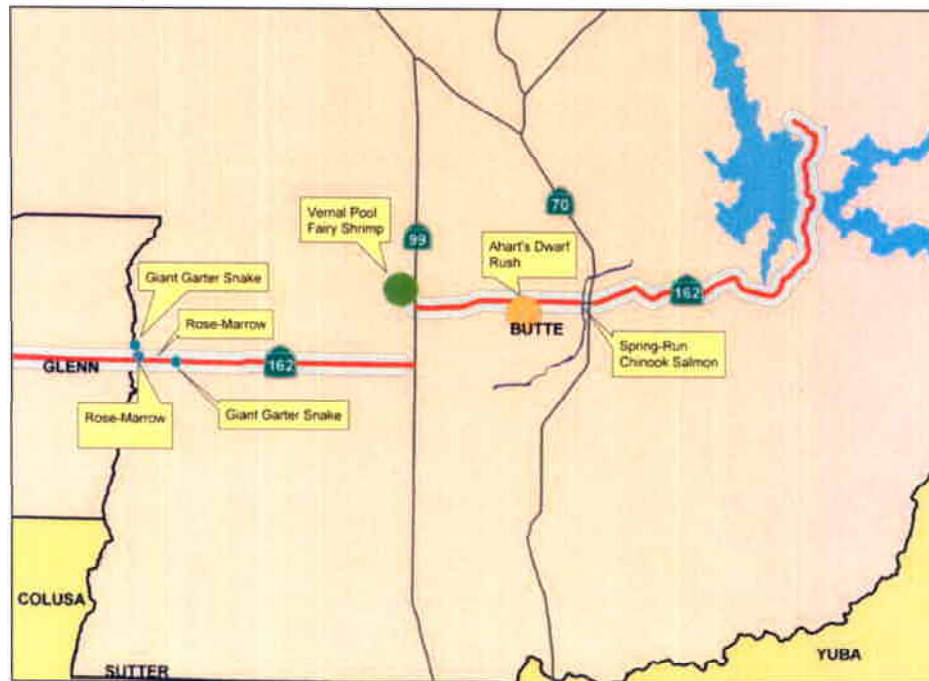 70
Vernal Pool
Fairy Shrimp
99
Ahart's Dwarf
Rush
Giant Garter Snake
162
Rose-Marrow
BUTTE
Spring-Run
Chinook Salmon
GLENN
162
Rose-Marrow
Giant Garter Snake
COLUSA
YUBA
SUTTER